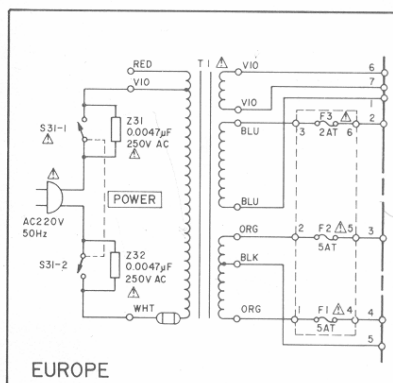 RED
T1
VIO
6
VIO
7
VIO
1
F3
BLU
3
2AT
6
2
S31-1
Z31
0.0047µF
250V AC
POWER
BLU
AC220V
50Hz
ORG
2
F2
5
3
5AT
S31-2
Z32
0.0047µF
250V AC
BLK
WHT
ORG
1
F1
4
4
5AT
5
EUROPE